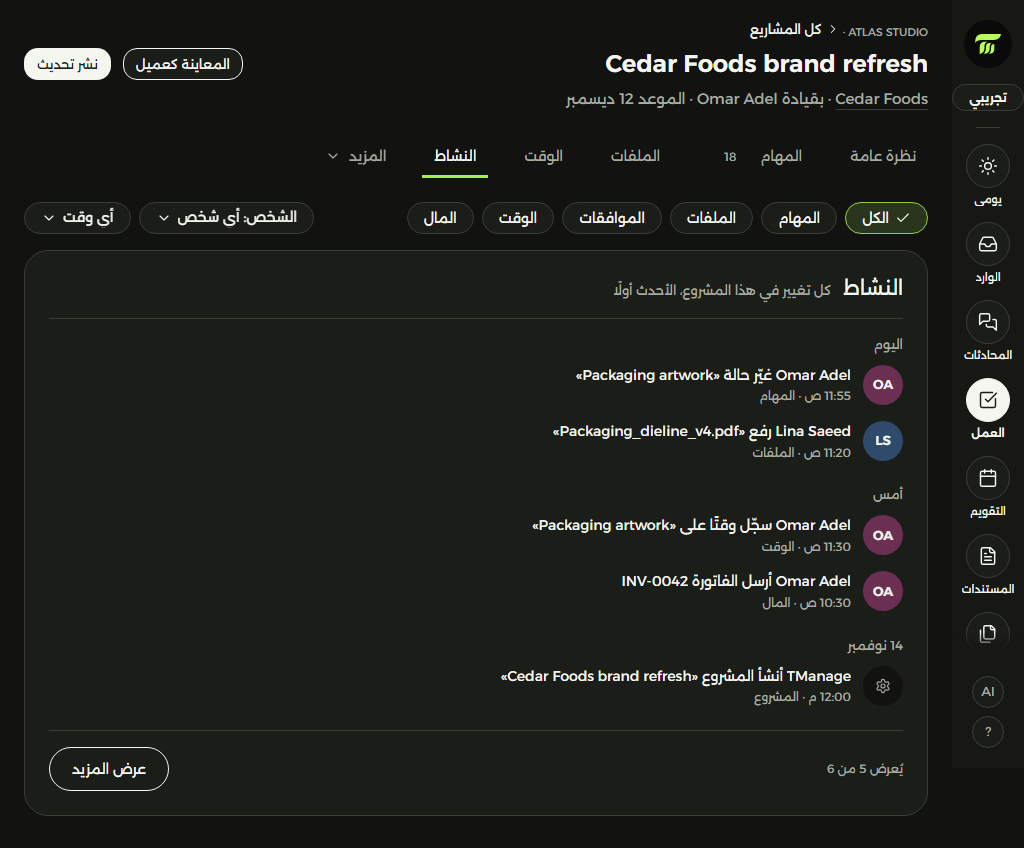 ATLAS STUDIO · › كل المشاريع
Cedar Foods brand refresh
Cedar Foods · بقيادة Omar Adel · الموعد 12 ديسمبر
المعاينة كعميل
نشر تحديث
نظرة عامة
المهام 18
الملفات
الوقت
النشاط
المزيد
الكل
المهام
الملفات
الموافقات
الوقت
المال
الشخص: أي شخص
أي وقت
النشاط
كل تغيير في هذا المشروع، الأحدث أولًا
اليوم
OA
Omar Adel غيّر حالة «Packaging artwork»
11:55 ص · المهام
LS
Lina Saeed رفع «Packaging_dieline_v4.pdf»
11:20 ص · الملفات
أمس
OA
Omar Adel سجّل وقتًا على «Packaging artwork»
11:30 ص · الوقت
OA
Omar Adel أرسل الفاتورة INV-0042
10:30 ص · المال
14 نوفمبر
TManage أنشأ المشروع «Cedar Foods brand refresh»
12:00 م · المشروع
يُعرض 5 من 6
عرض المزيد
تجريبي
يومي
الوارد
المحادثات
العمل
التقويم
المستندات
AI
?